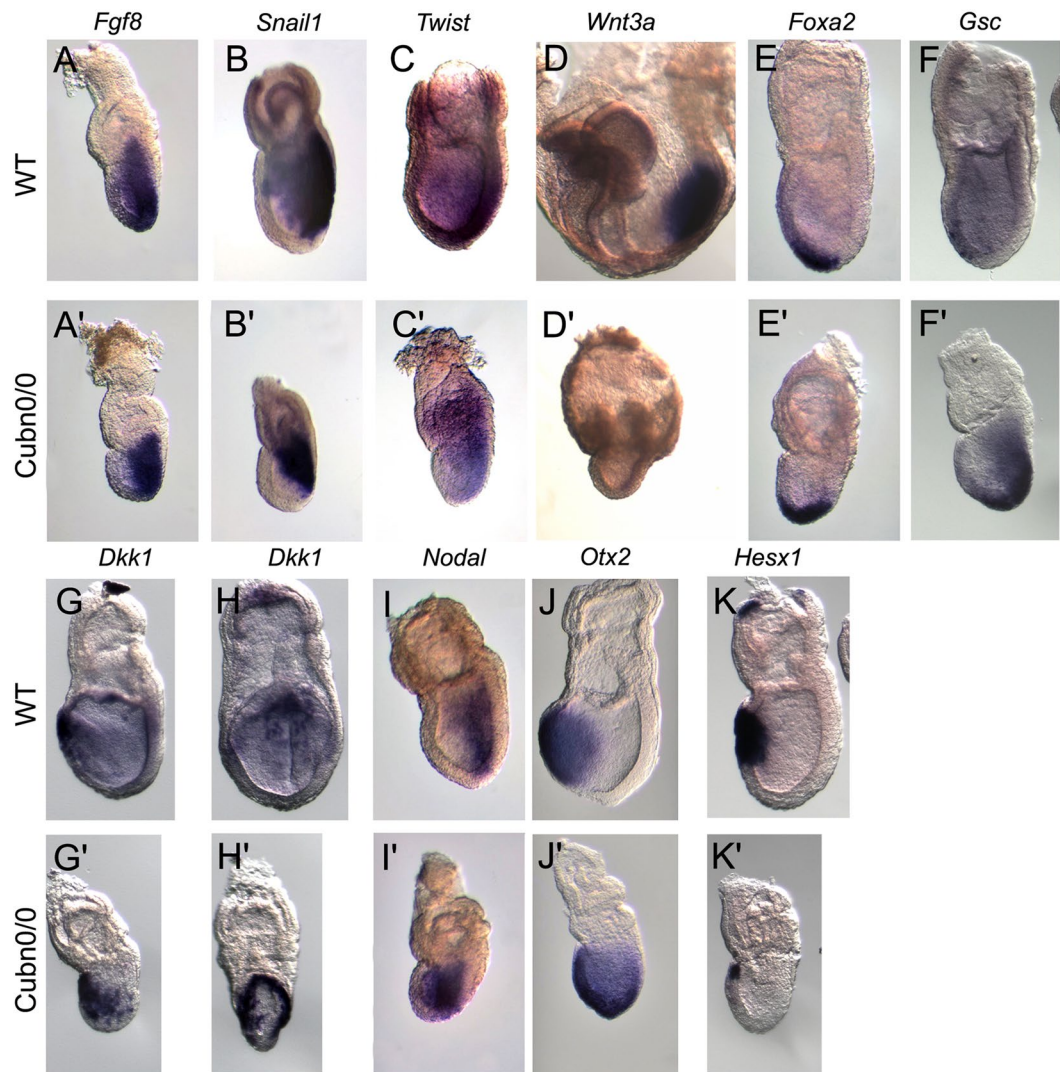 Fgf8 Snail1 Twist Wnt3a Foxa2 Gsc
WT A B C D E F
Cubn0/0 A' B' C' D' E' F'
Dkk1 Dkk1 Nodal Otx2 Hesx1
WT G H I J K
Cubn0/0 G' H' I' J' K'